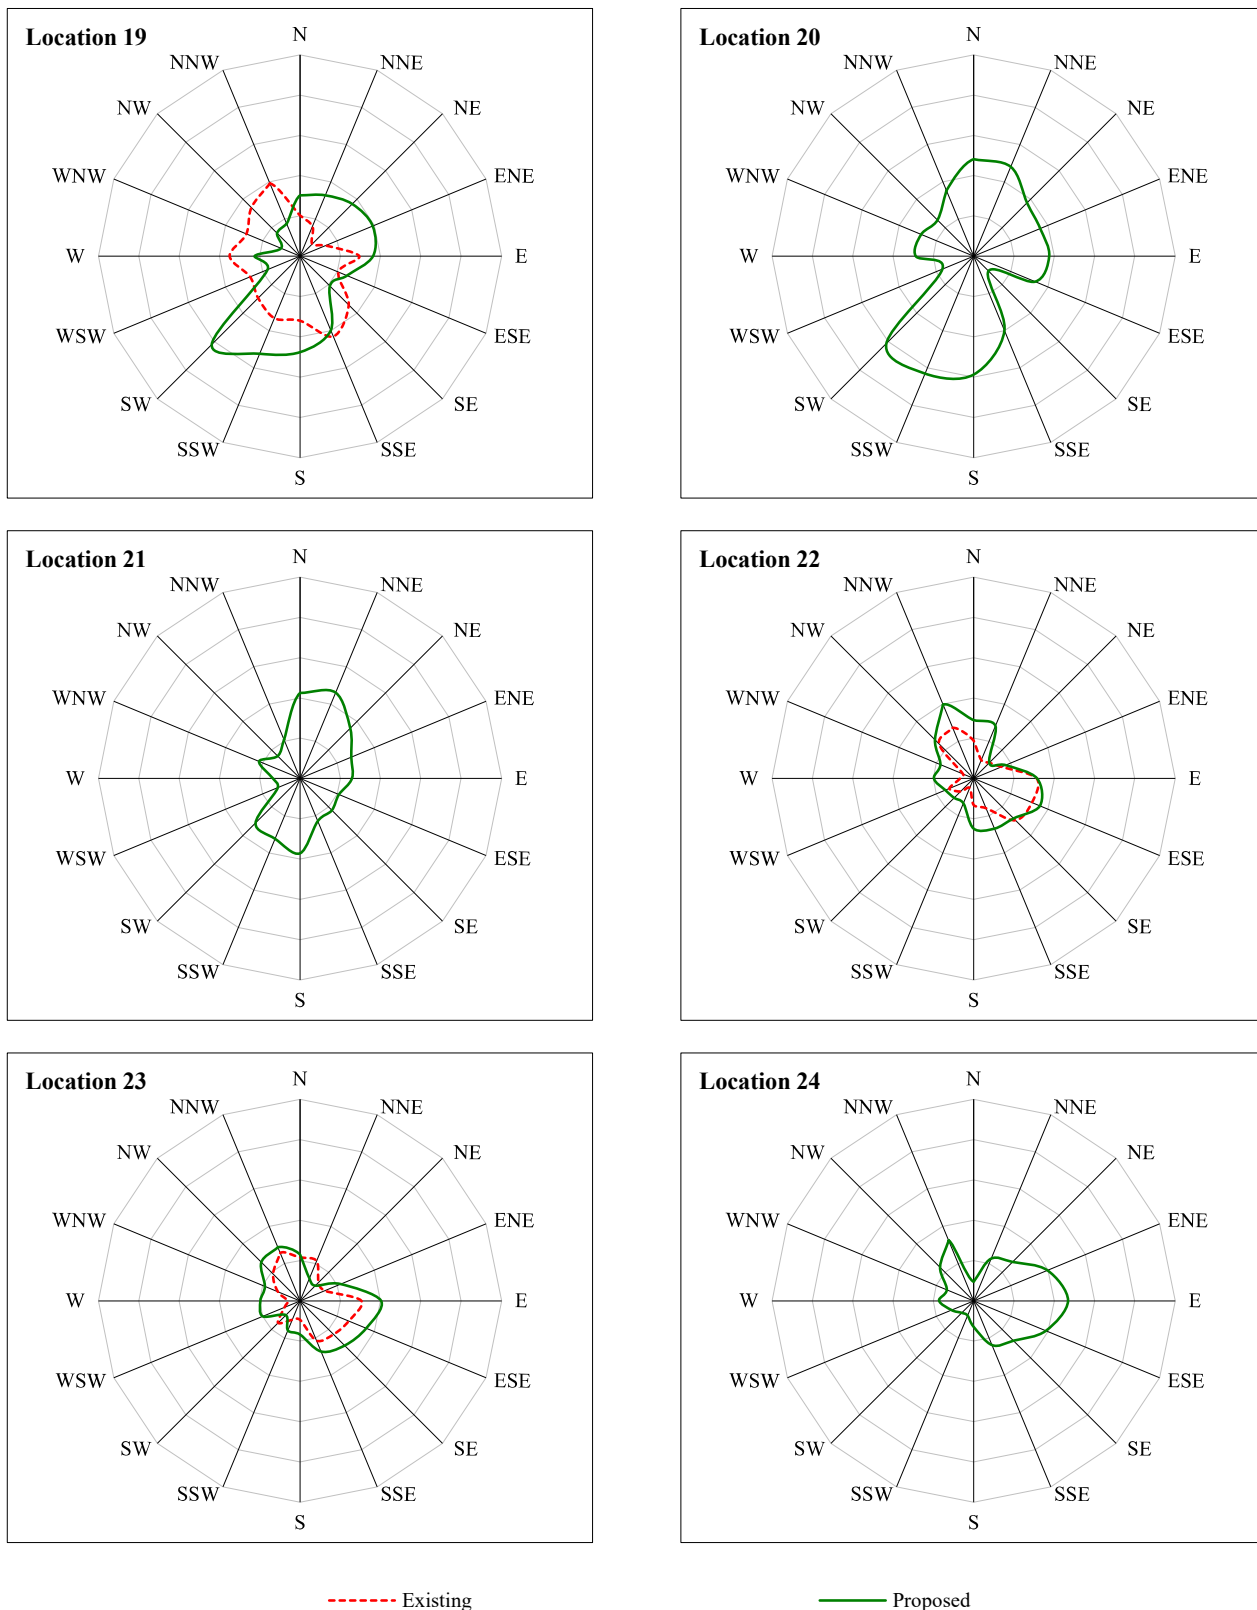 Location 19
N
NNW
NNE
NW
NE
WNW
ENE
W
E
WSW
ESE
SW
SE
SSW
SSE
S
Location 20
N
NNW
NNE
NW
NE
WNW
ENE
W
E
WSW
ESE
SW
SE
SSW
SSE
S
Location 21
N
NNW
NNE
NW
NE
WNW
ENE
W
E
WSW
ESE
SW
SE
SSW
SSE
S
Location 22
N
NNW
NNE
NW
NE
WNW
ENE
W
E
WSW
ESE
SW
SE
SSW
SSE
S
Location 23
N
NNW
NNE
NW
NE
WNW
ENE
W
E
WSW
ESE
SW
SE
SSW
SSE
S
Location 24
N
NNW
NNE
NW
NE
WNW
ENE
W
E
WSW
ESE
SW
SE
SSW
SSE
S
Existing
Proposed